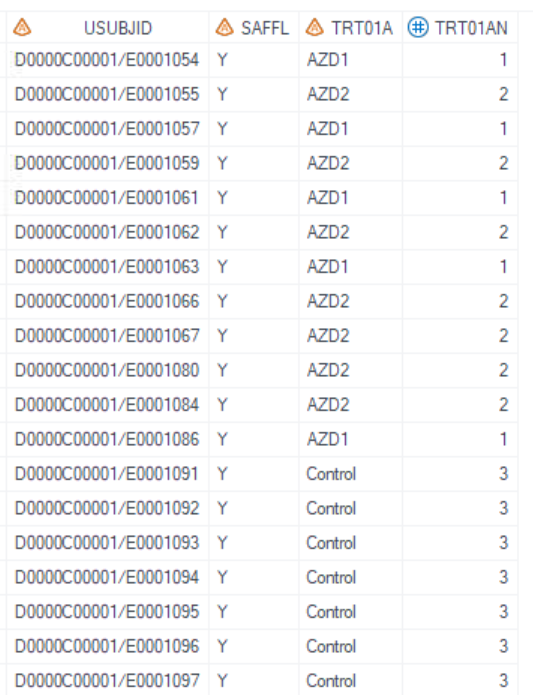 USUBJID SAFFL TRT01A TRT01AN
D0000C00001/E0001054 Y AZD1 1
D0000C00001/E0001055 Y AZD2 2
D0000C00001/E0001057 Y AZD1 1
D0000C00001/E0001059 Y AZD2 2
D0000C00001/E0001061 Y AZD1 1
D0000C00001/E0001062 Y AZD2 2
D0000C00001/E0001063 Y AZD1 1
D0000C00001/E0001066 Y AZD2 2
D0000C00001/E0001067 Y AZD2 2
D0000C00001/E0001080 Y AZD2 2
D0000C00001/E0001084 Y AZD2 2
D0000C00001/E0001086 Y AZD1 1
D0000C00001/E0001091 Y Control 3
D0000C00001/E0001092 Y Control 3
D0000C00001/E0001093 Y Control 3
D0000C00001/E0001094 Y Control 3
D0000C00001/E0001095 Y Control 3
D0000C00001/E0001096 Y Control 3
D0000C00001/E0001097 Y Control 3